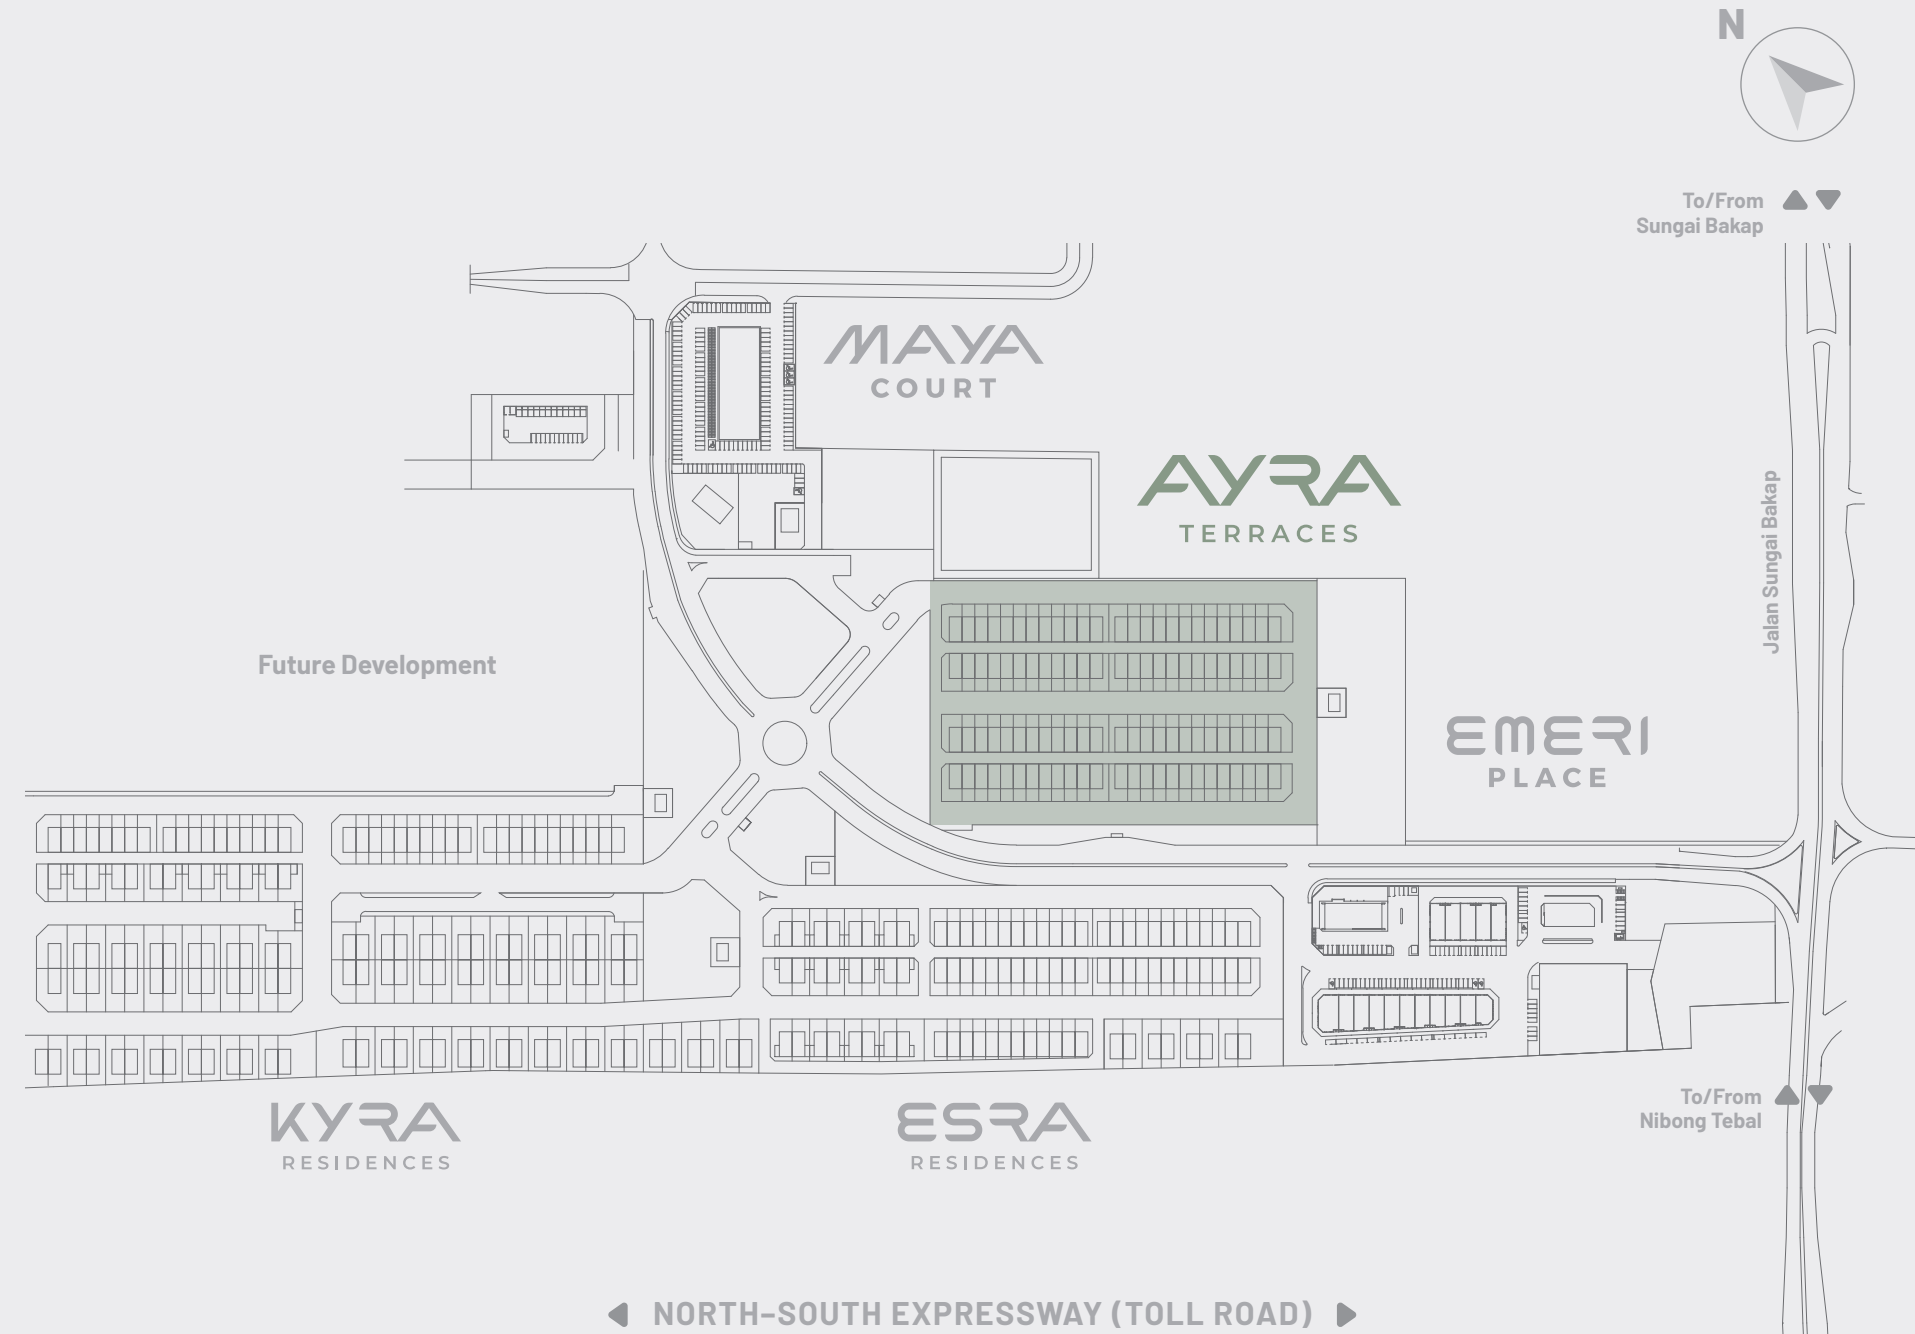 N
To/From
Sungai Bakap
MAYA
COURT
AYRA
TERRACES
Jalan Sungai Bakap
Future Development
EMERI
PLACE
To/From
Nibong Tebal
KYRA
RESIDENCES
ESRA
RESIDENCES
NORTH–SOUTH EXPRESSWAY (TOLL ROAD)